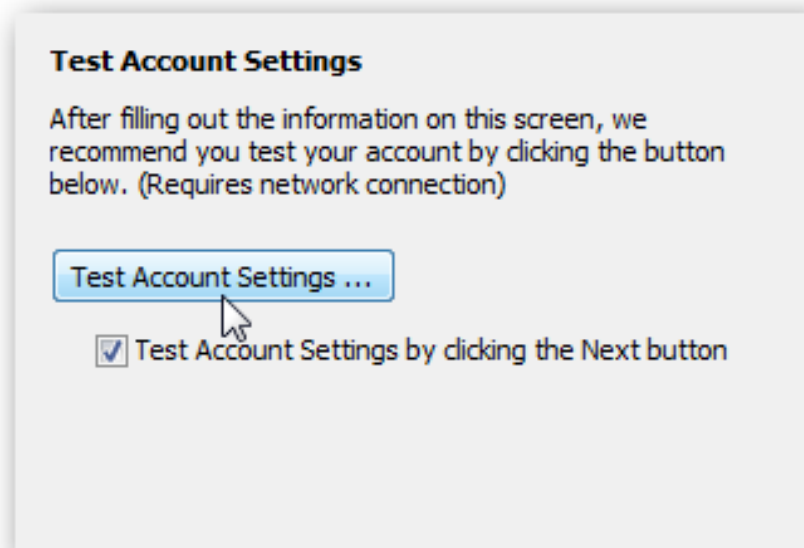 Test Account Settings
After filling out the information on this screen, we
recommend you test your account by clicking the button
below. (Requires network connection)
Test Account Settings ...
Test Account Settings by clicking the Next button